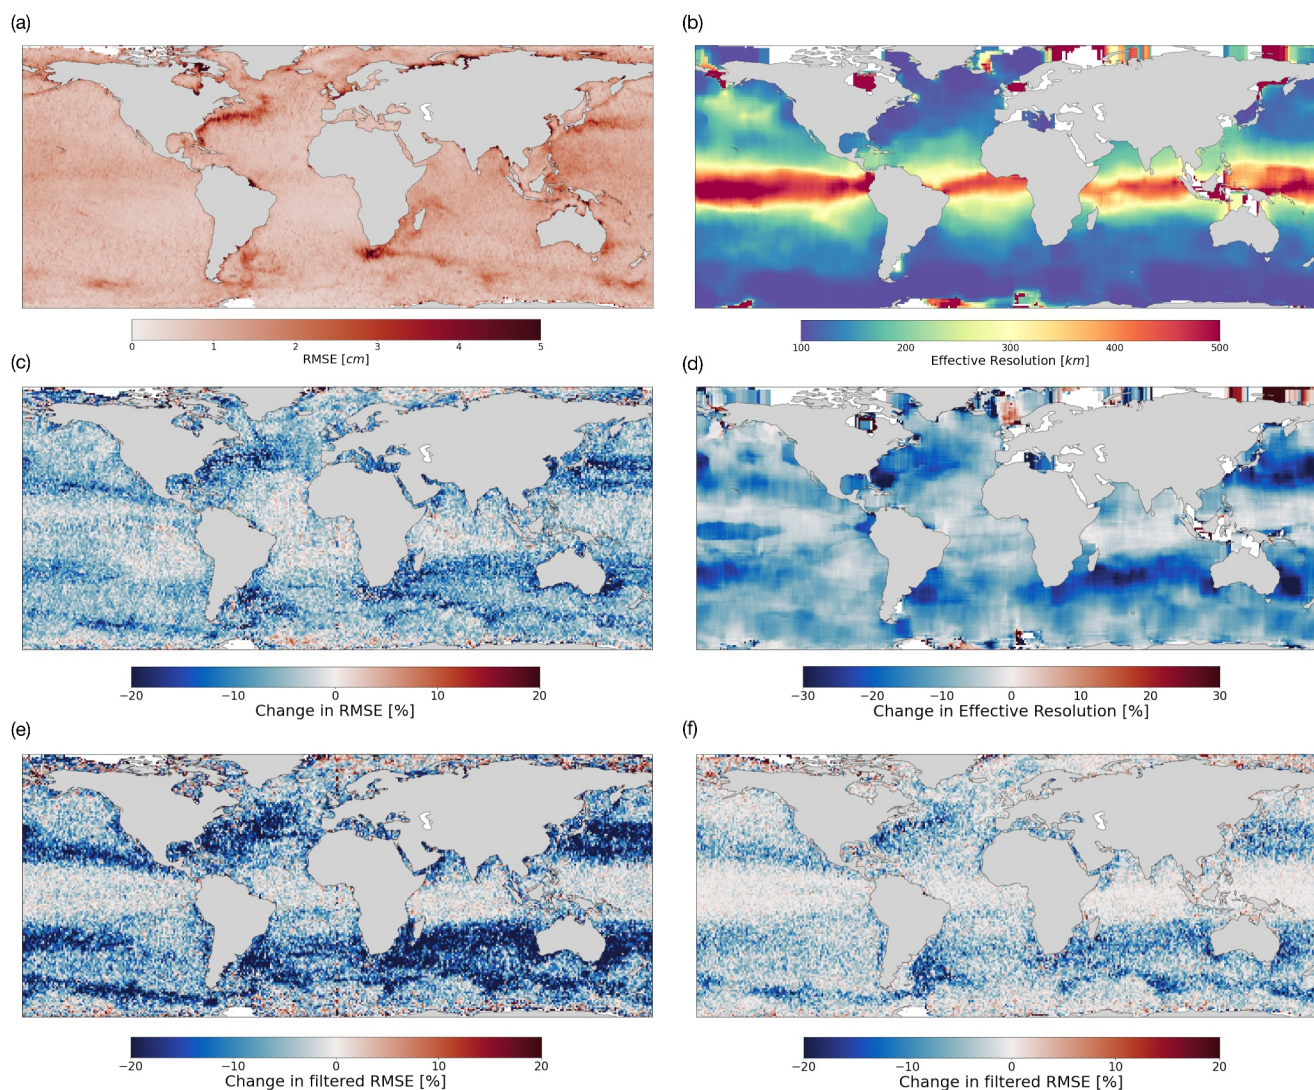 (a)
(b)
0 1 2 3 4 5
RMSE [cm]
100 200 300 400 500
Effective Resolution [km]
(c)
(d)
−20 −10 0 10 20
Change in RMSE [%]
−30 −20 −10 0 10 20 30
Change in Effective Resolution [%]
(e)
(f)
−20 −10 0 10 20
Change in filtered RMSE [%]
−20 −10 0 10 20
Change in filtered RMSE [%]